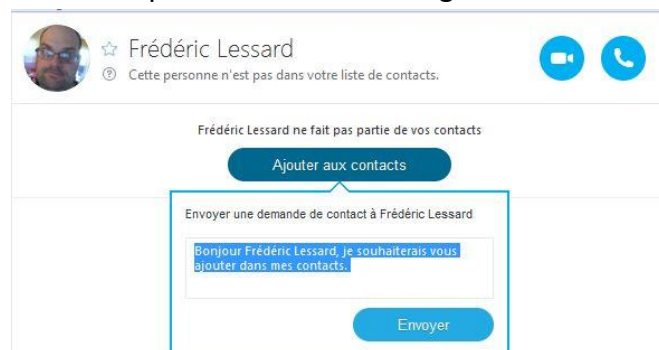 Frédéric Lessard
Cette personne n'est pas dans votre liste de contacts.
Frédéric Lessard ne fait pas partie de vos contacts
Ajouter aux contacts
Envoyer une demande de contact à Frédéric Lessard
Bonjour Frédéric Lessard, je souhaiterais vous
ajouter dans mes contacts.
Envoyer